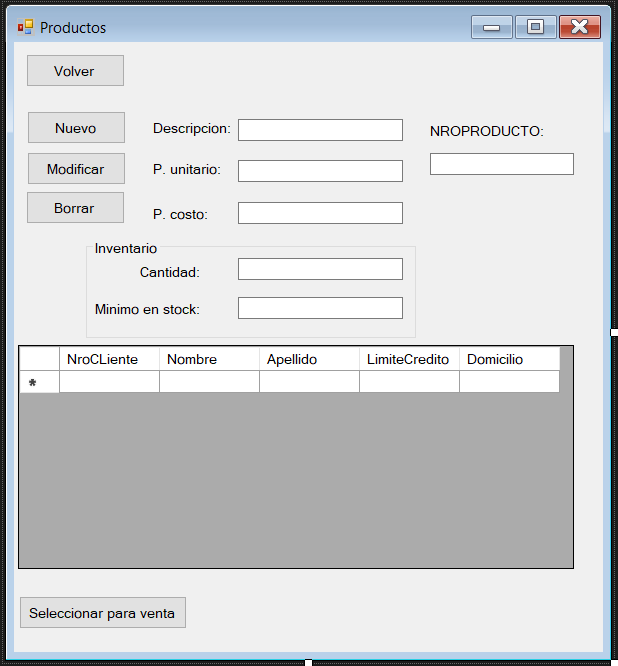 Productos
Volver
Nuevo
Descripcion:
NROPRODUCTO:
Modificar
P. unitario:
Borrar
P. costo:
Inventario
Cantidad:
Minimo en stock:
NroCLiente Nombre Apellido LimiteCredito Domicilio
*
Seleccionar para venta